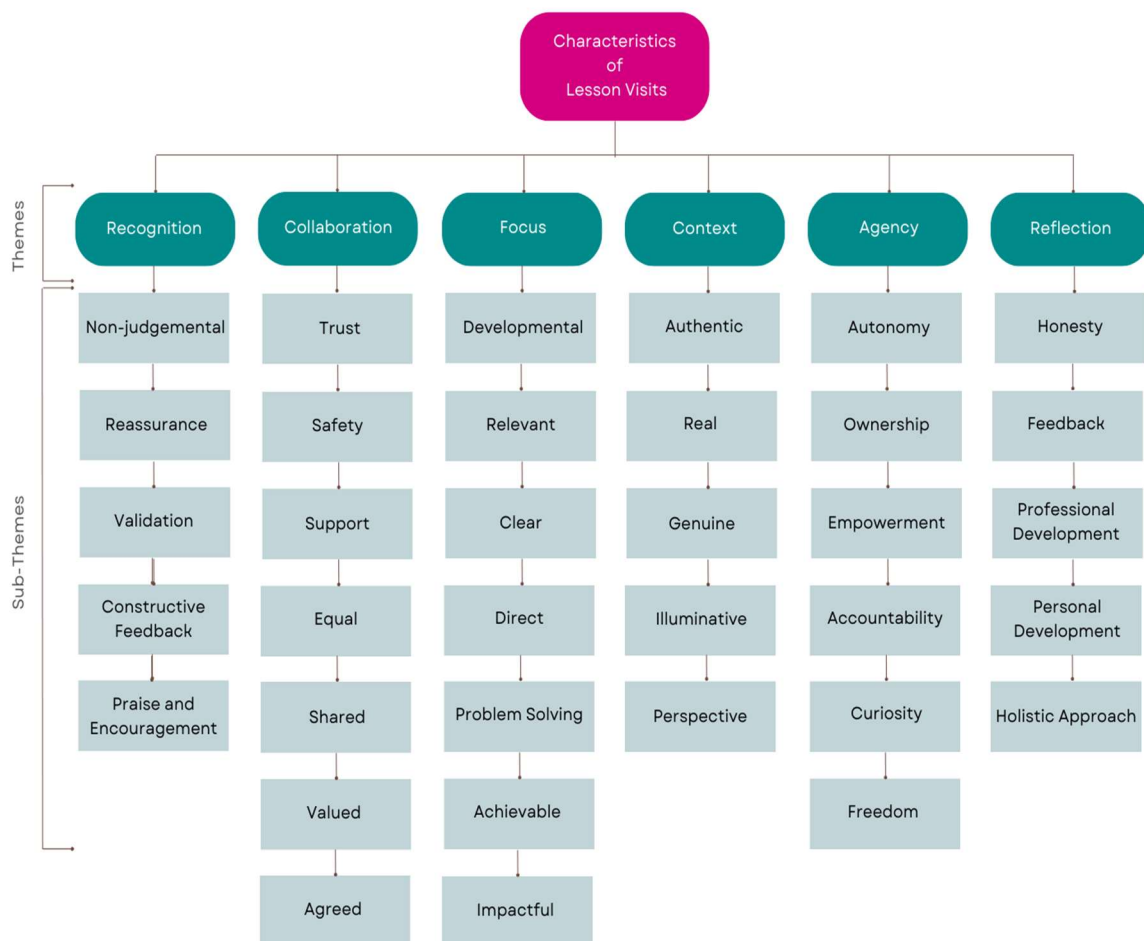 Characteristics
of
Lesson Visits
Themes
Recognition
Collaboration
Focus
Context
Agency
Reflection
Sub-Themes
Non-judgemental
Reassurance
Validation
Constructive
Feedback
Praise and
Encouragement
Trust
Safety
Support
Equal
Shared
Valued
Agreed
Developmental
Relevant
Clear
Direct
Problem Solving
Achievable
Impactful
Authentic
Real
Genuine
Illuminative
Perspective
Autonomy
Ownership
Empowerment
Accountability
Curiosity
Freedom
Honesty
Feedback
Professional
Development
Personal
Development
Holistic Approach